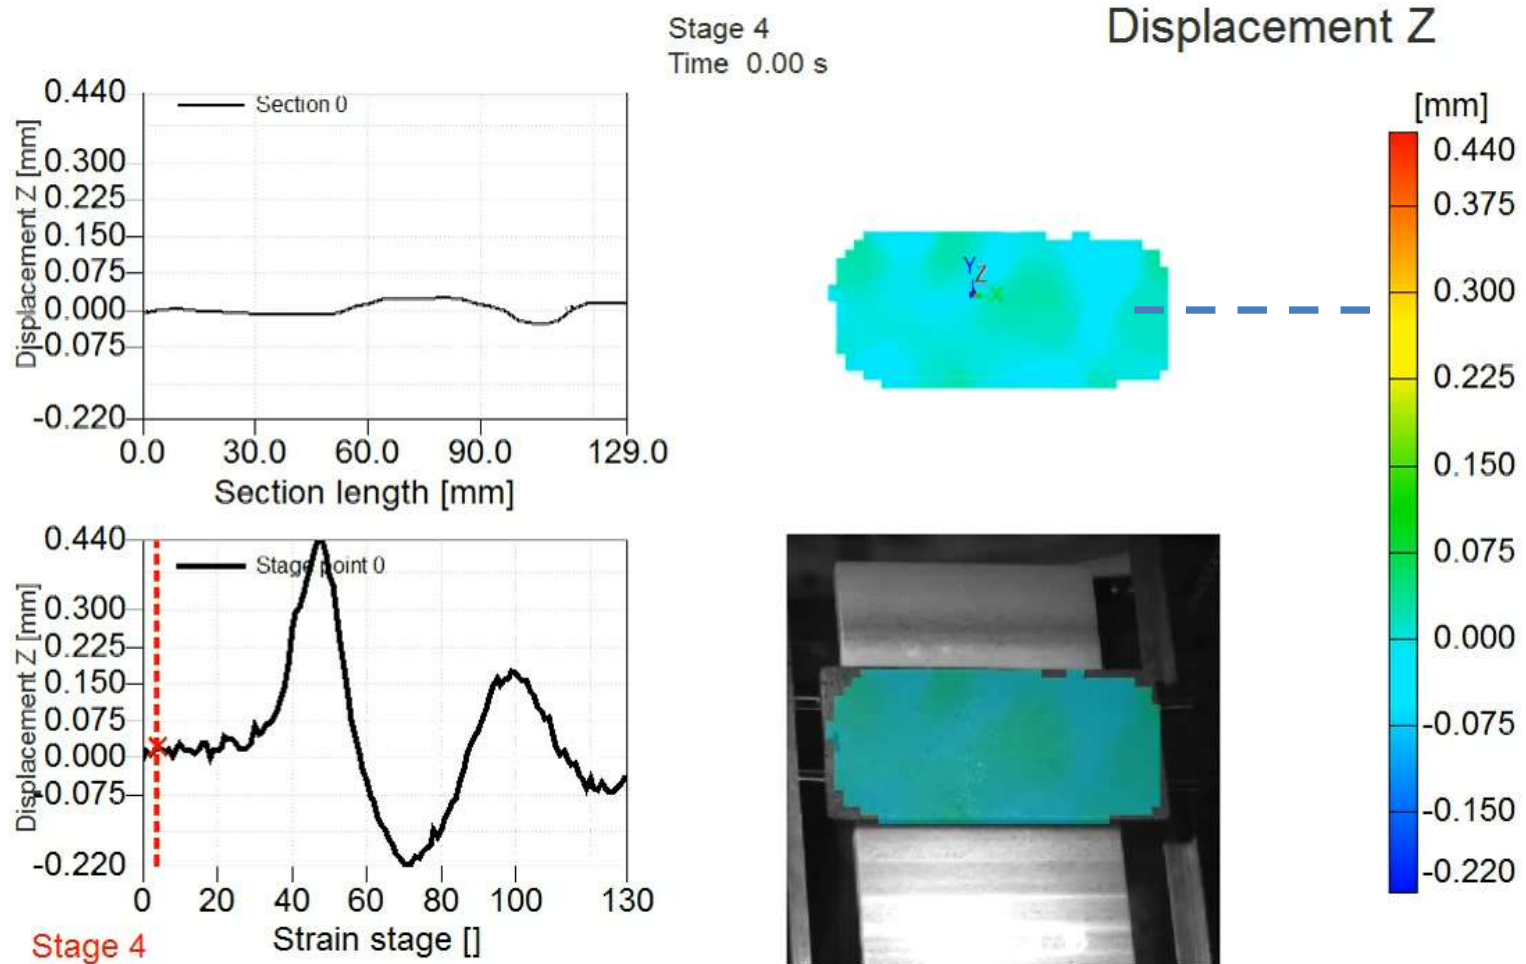 Stage 4
Time 0.00 s
Displacement Z
Displacement Z [mm]
0.440
0.300
0.225
0.150
0.075
0.000
-0.075
-0.220
Section 0
0.0 30.0 60.0 90.0 129.0
Section length [mm]
Y Z X
[mm]
0.440
0.375
0.300
0.225
0.150
0.075
0.000
-0.075
-0.150
-0.220
Displacement Z [mm]
0.440
0.300
0.225
0.150
0.075
0.000
-0.075
-0.220
Stage point 0
0 20 40 60 80 100 130
Strain stage []
Stage 4